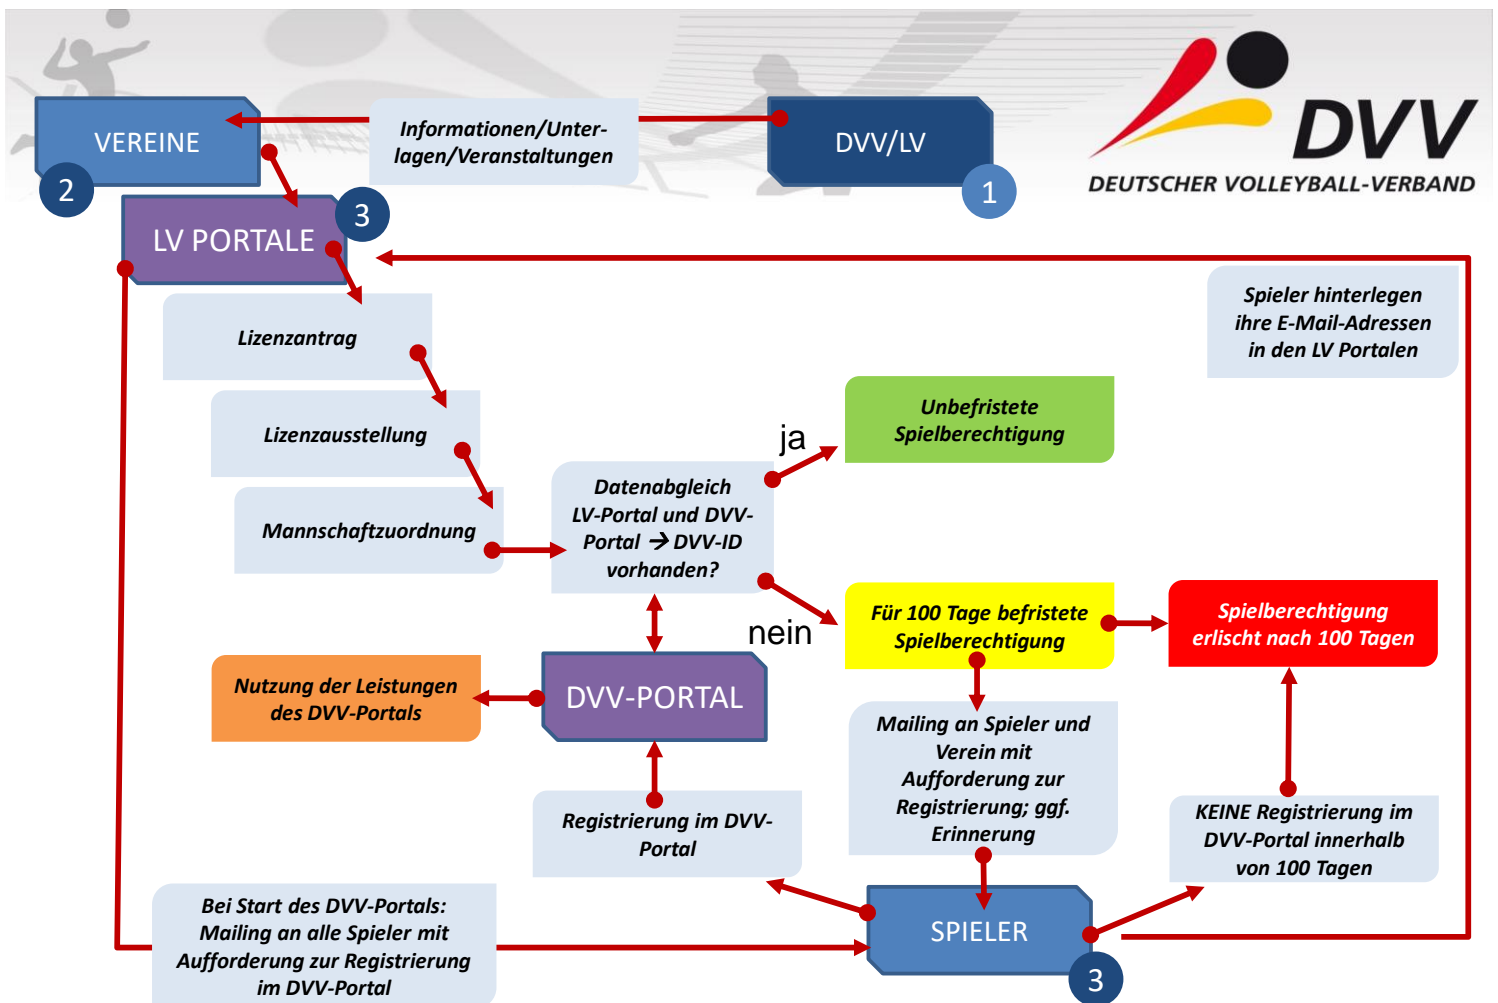 VEREINE
2
Informationen/Unter-
lagen/Veranstaltungen
DVV/LV
1
DVV
DEUTSCHER VOLLEYBALL-VERBAND
LV PORTALE
3
Spieler hinterlegen
ihre E-Mail-Adressen
in den LV Portalen
Lizenzantrag
Lizenzausstellung
Mannschaftzuordnung
Datenabgleich
LV-Portal und DVV-
Portal → DVV-ID
vorhanden?
ja
Unbefristete
Spielberechtigung
nein
Für 100 Tage befristete
Spielberechtigung
Spielberechtigung
erlischt nach 100 Tagen
Nutzung der Leistungen
des DVV-Portals
DVV-PORTAL
Mailing an Spieler und
Verein mit
Aufforderung zur
Registrierung; ggf.
Erinnerung
Registrierung im DVV-
Portal
KEINE Registrierung im
DVV-Portal innerhalb
von 100 Tagen
Bei Start des DVV-Portals:
Mailing an alle Spieler mit
Aufforderung zur Registrierung
im DVV-Portal
SPIELER
3